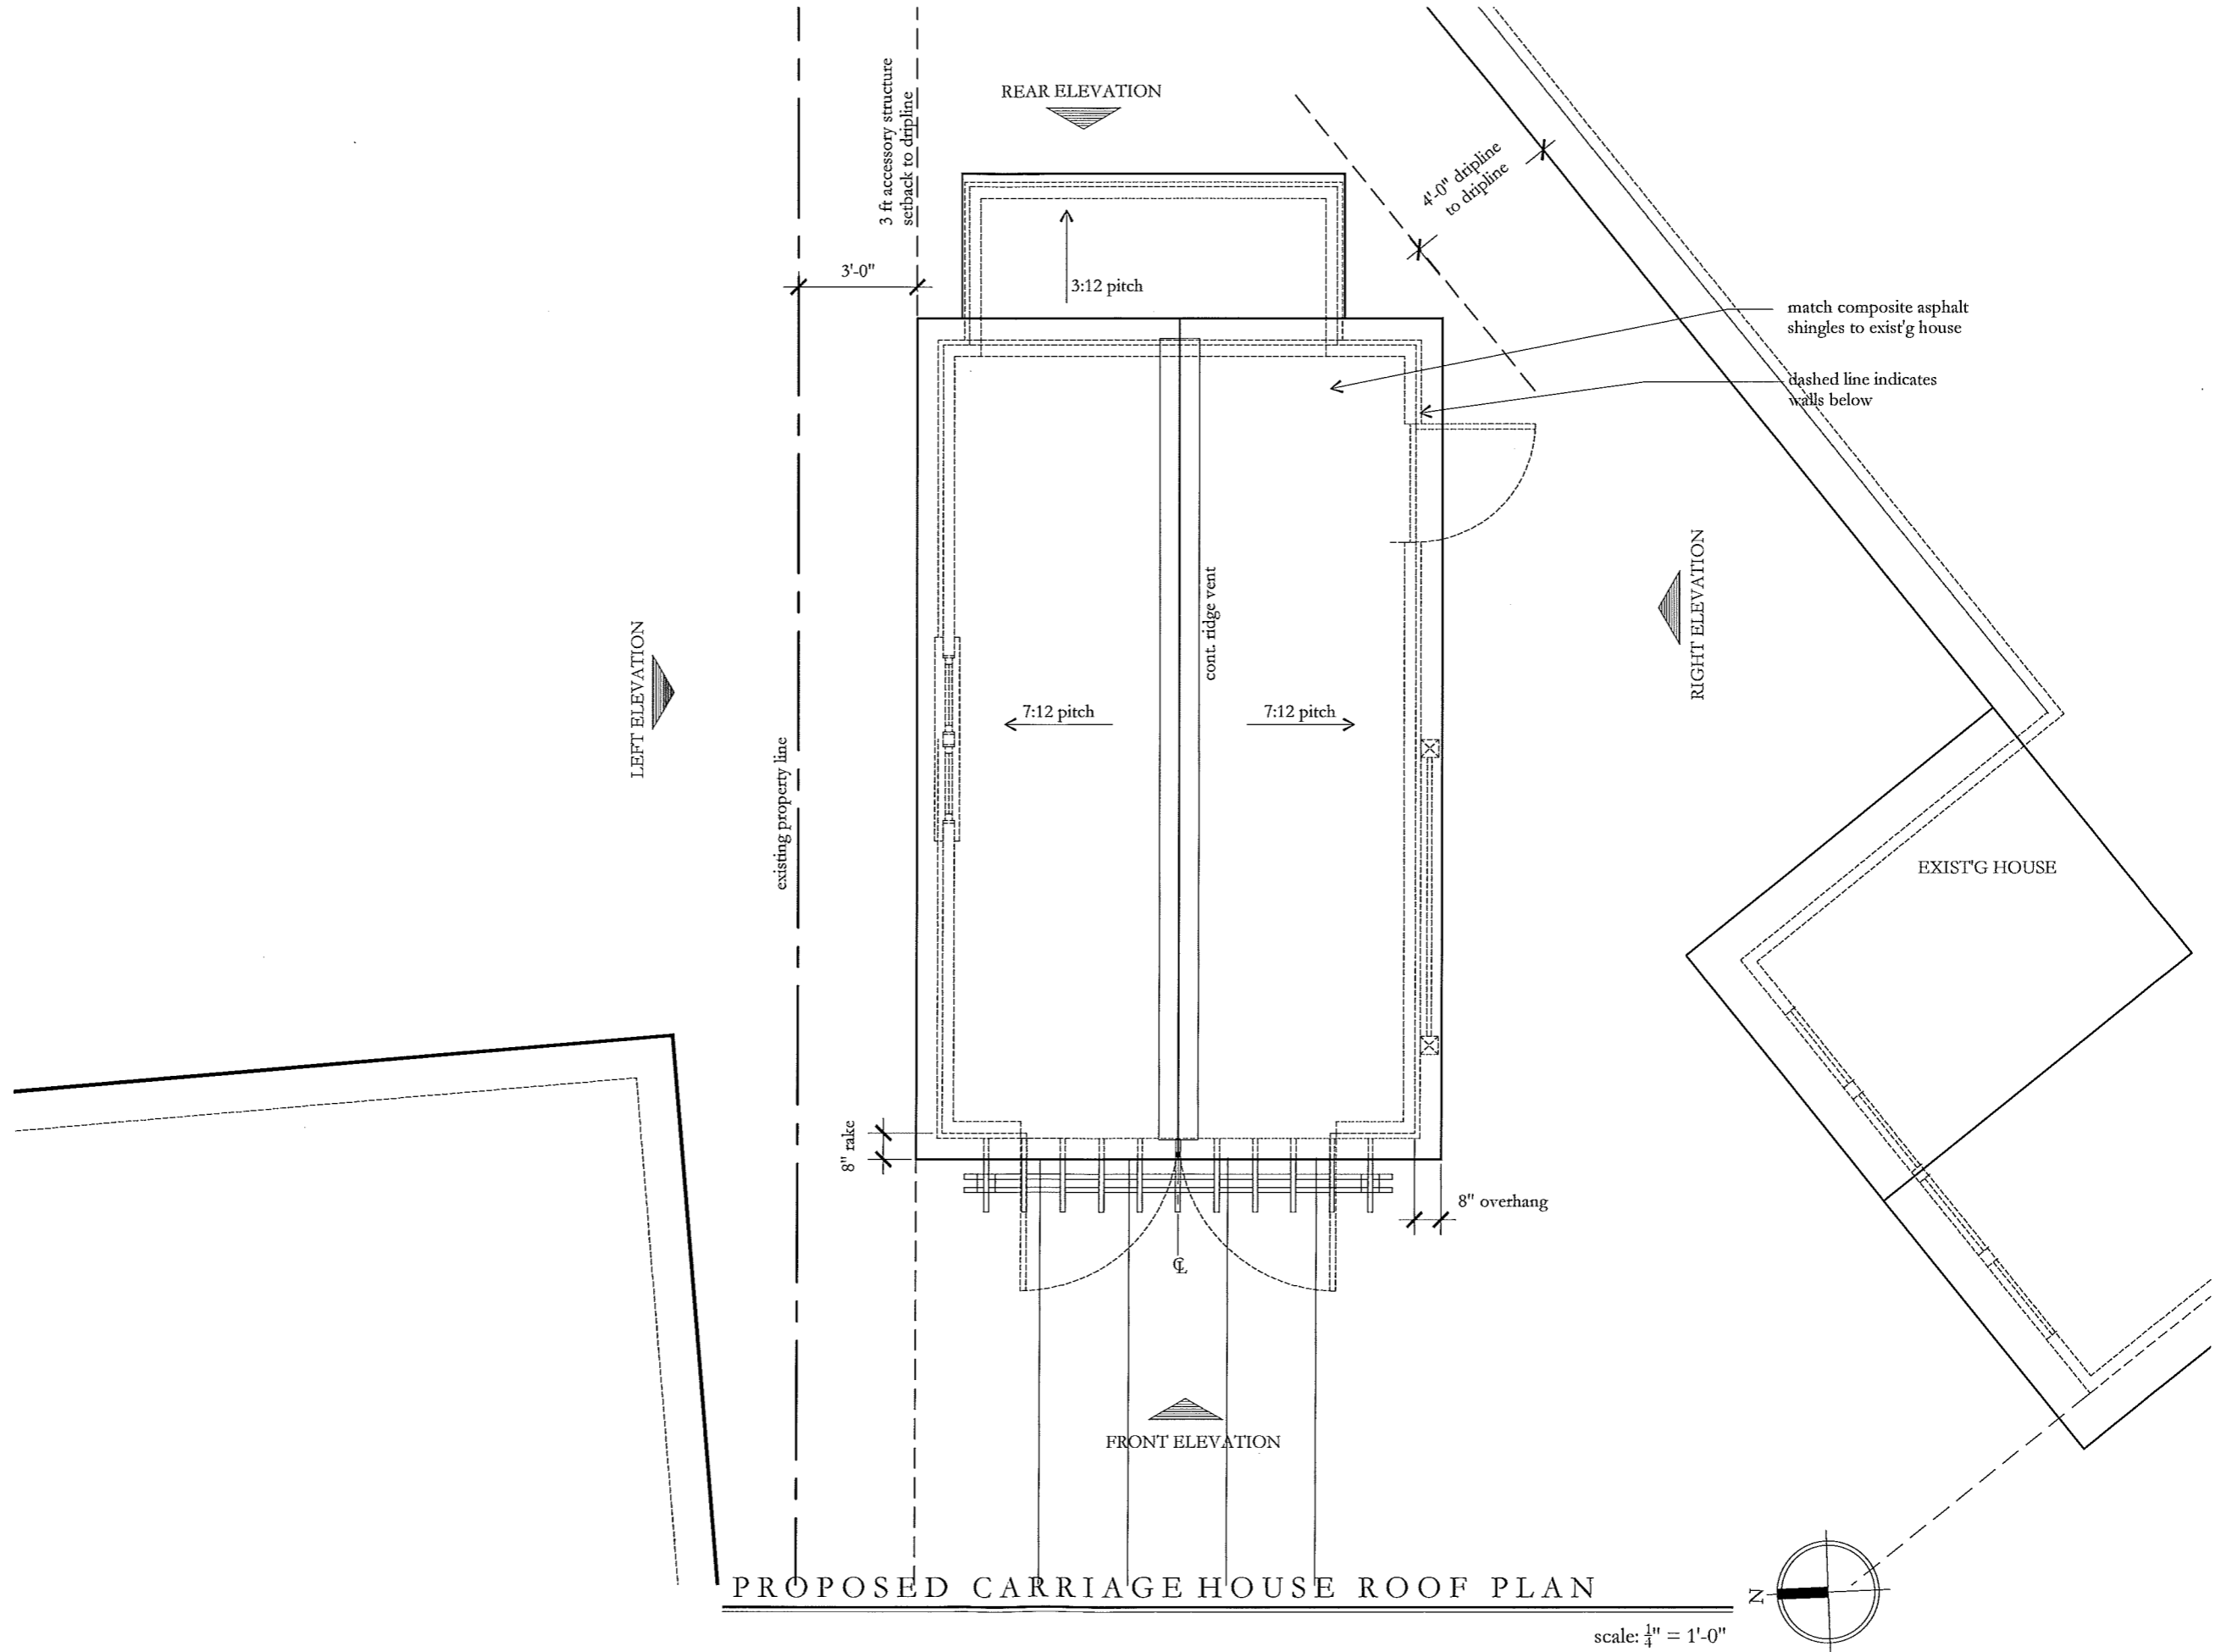 REAR ELEVATION
3 ft accessory structure
setback to dripline
4'-0" dripline
to dripline
3'-0"
3:12 pitch
match composite asphalt
shingles to exist'g house
dashed line indicates
walls below
LEFT ELEVATION
existing property line
7:12 pitch
cont. ridge vent
7:12 pitch
RIGHT ELEVATION
EXIST'G HOUSE
8" rake
8" overhang
℄
FRONT ELEVATION
PROPOSED CARRIAGE HOUSE ROOF PLAN
N
scale: ¼" = 1'-0"